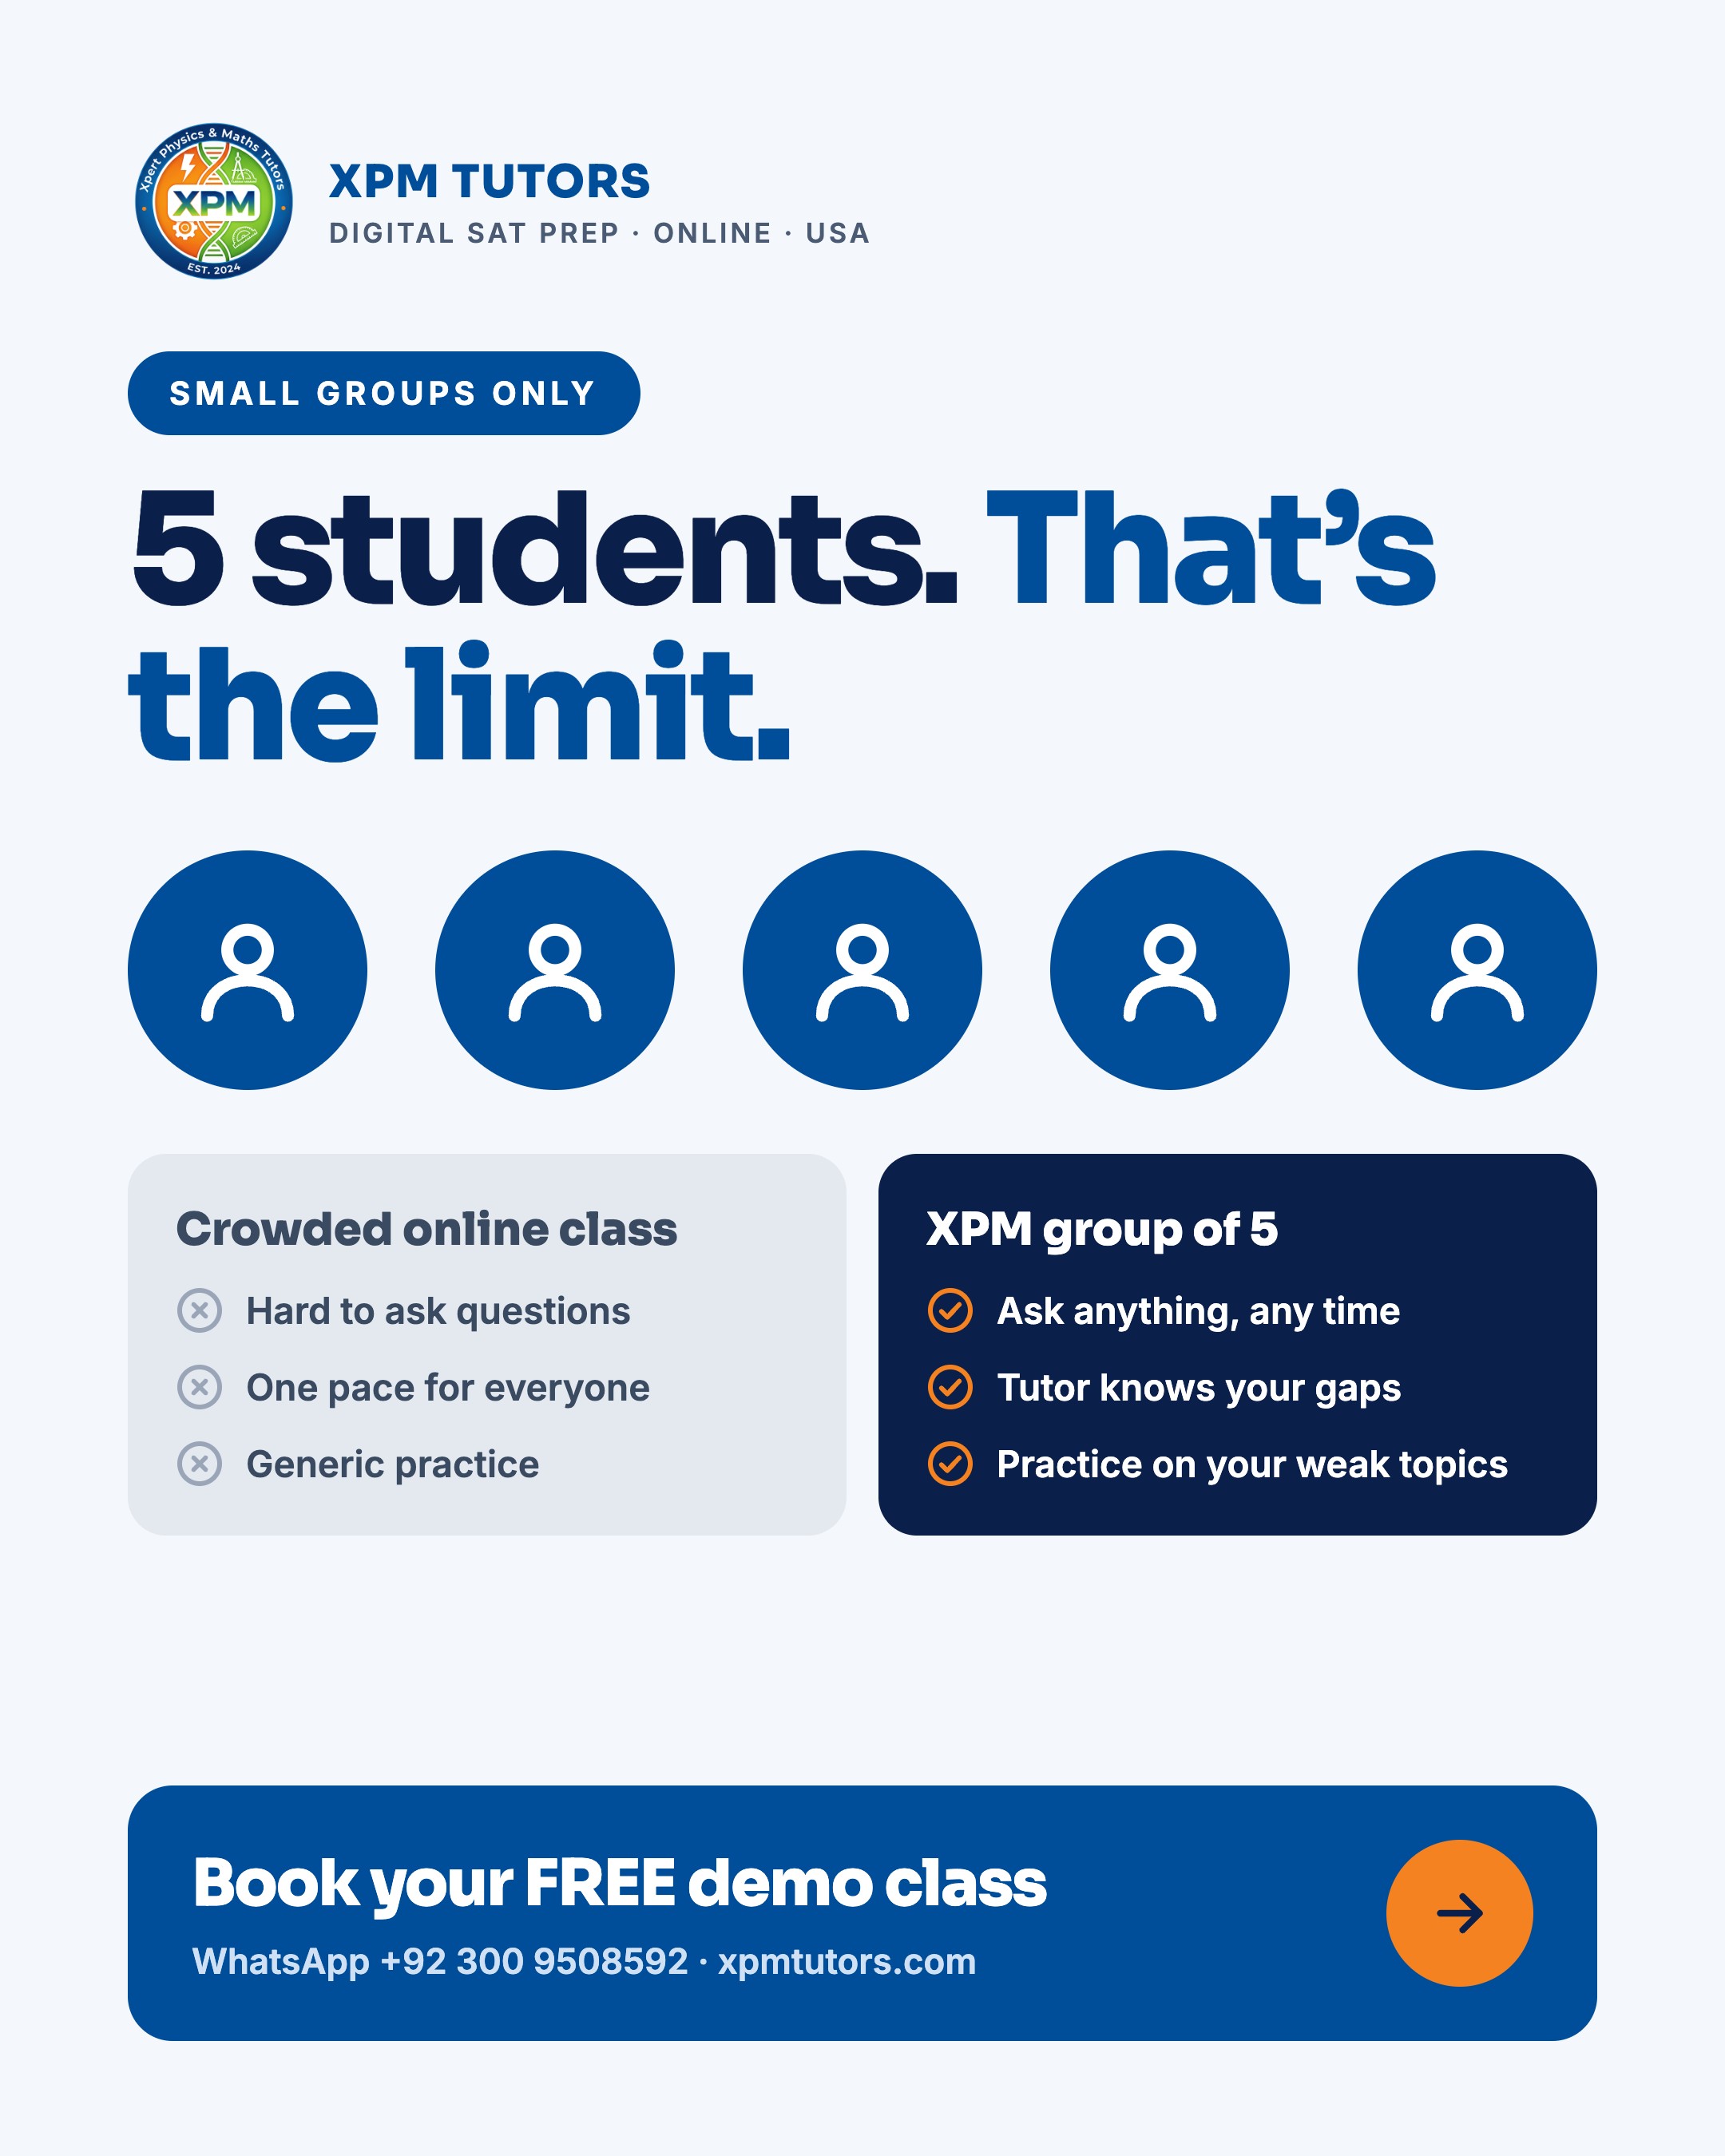 Xpert Physics & Maths Tutors
XPM
EST. 2024
XPM TUTORS
DIGITAL SAT PREP · ONLINE · USA
SMALL GROUPS ONLY
5 students. That’s
the limit.
Crowded online class
Hard to ask questions
One pace for everyone
Generic practice
XPM group of 5
Ask anything, any time
Tutor knows your gaps
Practice on your weak topics
Book your FREE demo class
WhatsApp +92 300 9508592 · xpmtutors.com